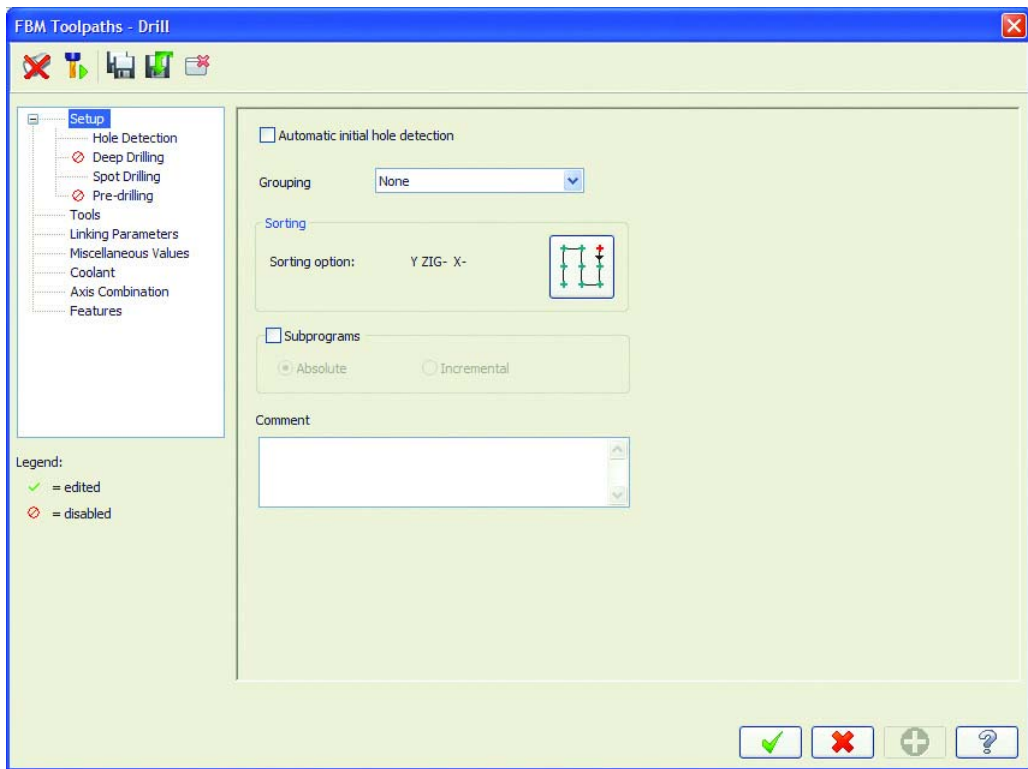 FBM Toolpaths - Drill
Setup
Hole Detection
Deep Drilling
Spot Drilling
Pre-drilling
Tools
Linking Parameters
Miscellaneous Values
Coolant
Axis Combination
Features
Legend:
= edited
= disabled
Automatic initial hole detection
Grouping None
Sorting
Sorting option: Y ZIG- X-
Subprograms
Absolute Incremental
Comment